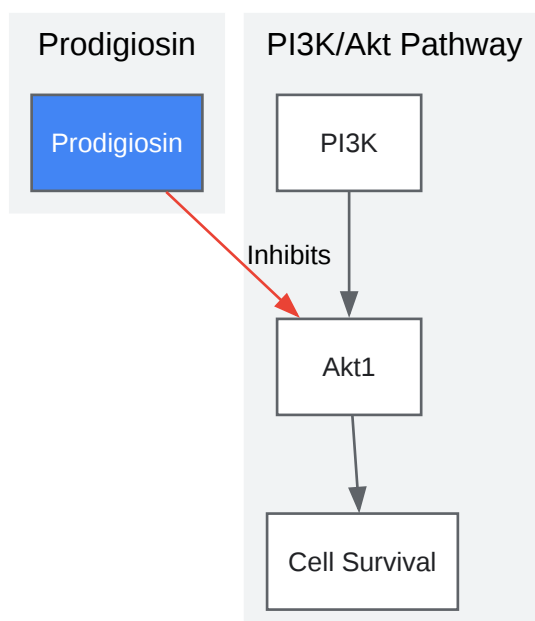 Prodigiosin
PI3K/Akt Pathway
Prodigiosin
PI3K
Inhibits
Akt1
Cell Survival